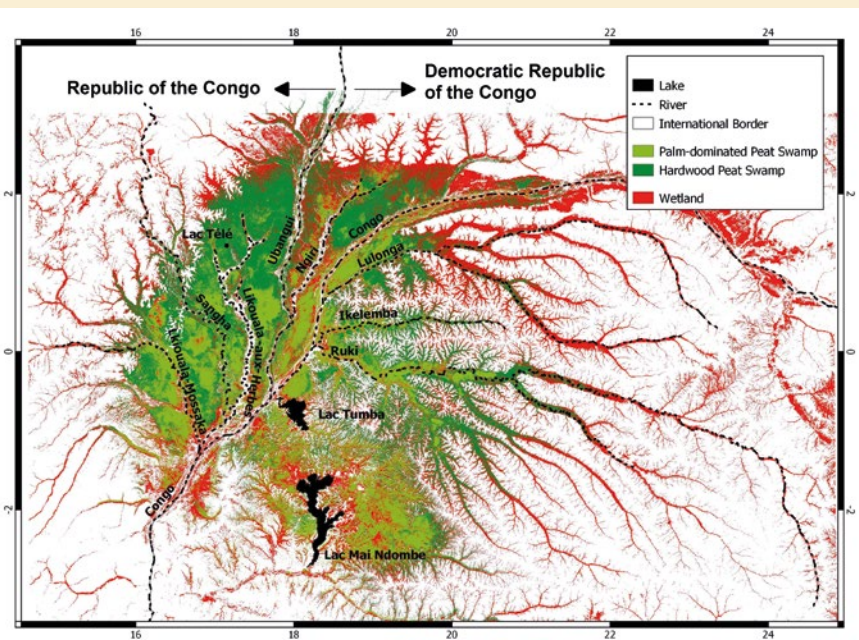 16 18 20 22 24
Republic of the Congo
Democratic Republic
of the Congo
Lake
River
International Border
Palm-dominated Peat Swamp
Hardwood Peat Swamp
Wetland
2
2
Lac Télé
Ubangui
Ngiri
Congo
Lulonga
Sangha
Likouala-aux-Herbes
Ikelemba
Likouala-Mossaka
0
0
Ruki
Lac Tumba
Congo
-2
-2
Lac Mai Ndombe
16 18 20 22 24